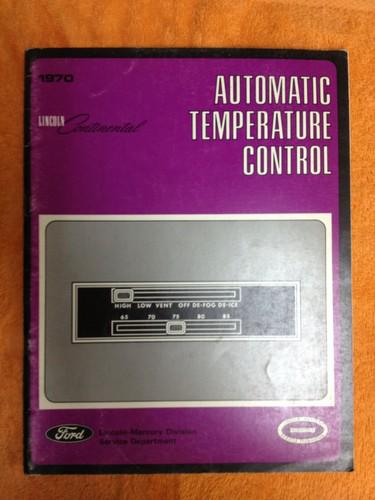 1970
LINCOLN Continental
AUTOMATIC
TEMPERATURE
CONTROL
HIGH LOW VENT OFF DE-FOG DE-ICE
65 70 75 80 85
Ford
Lincoln-Mercury Division
Service Department